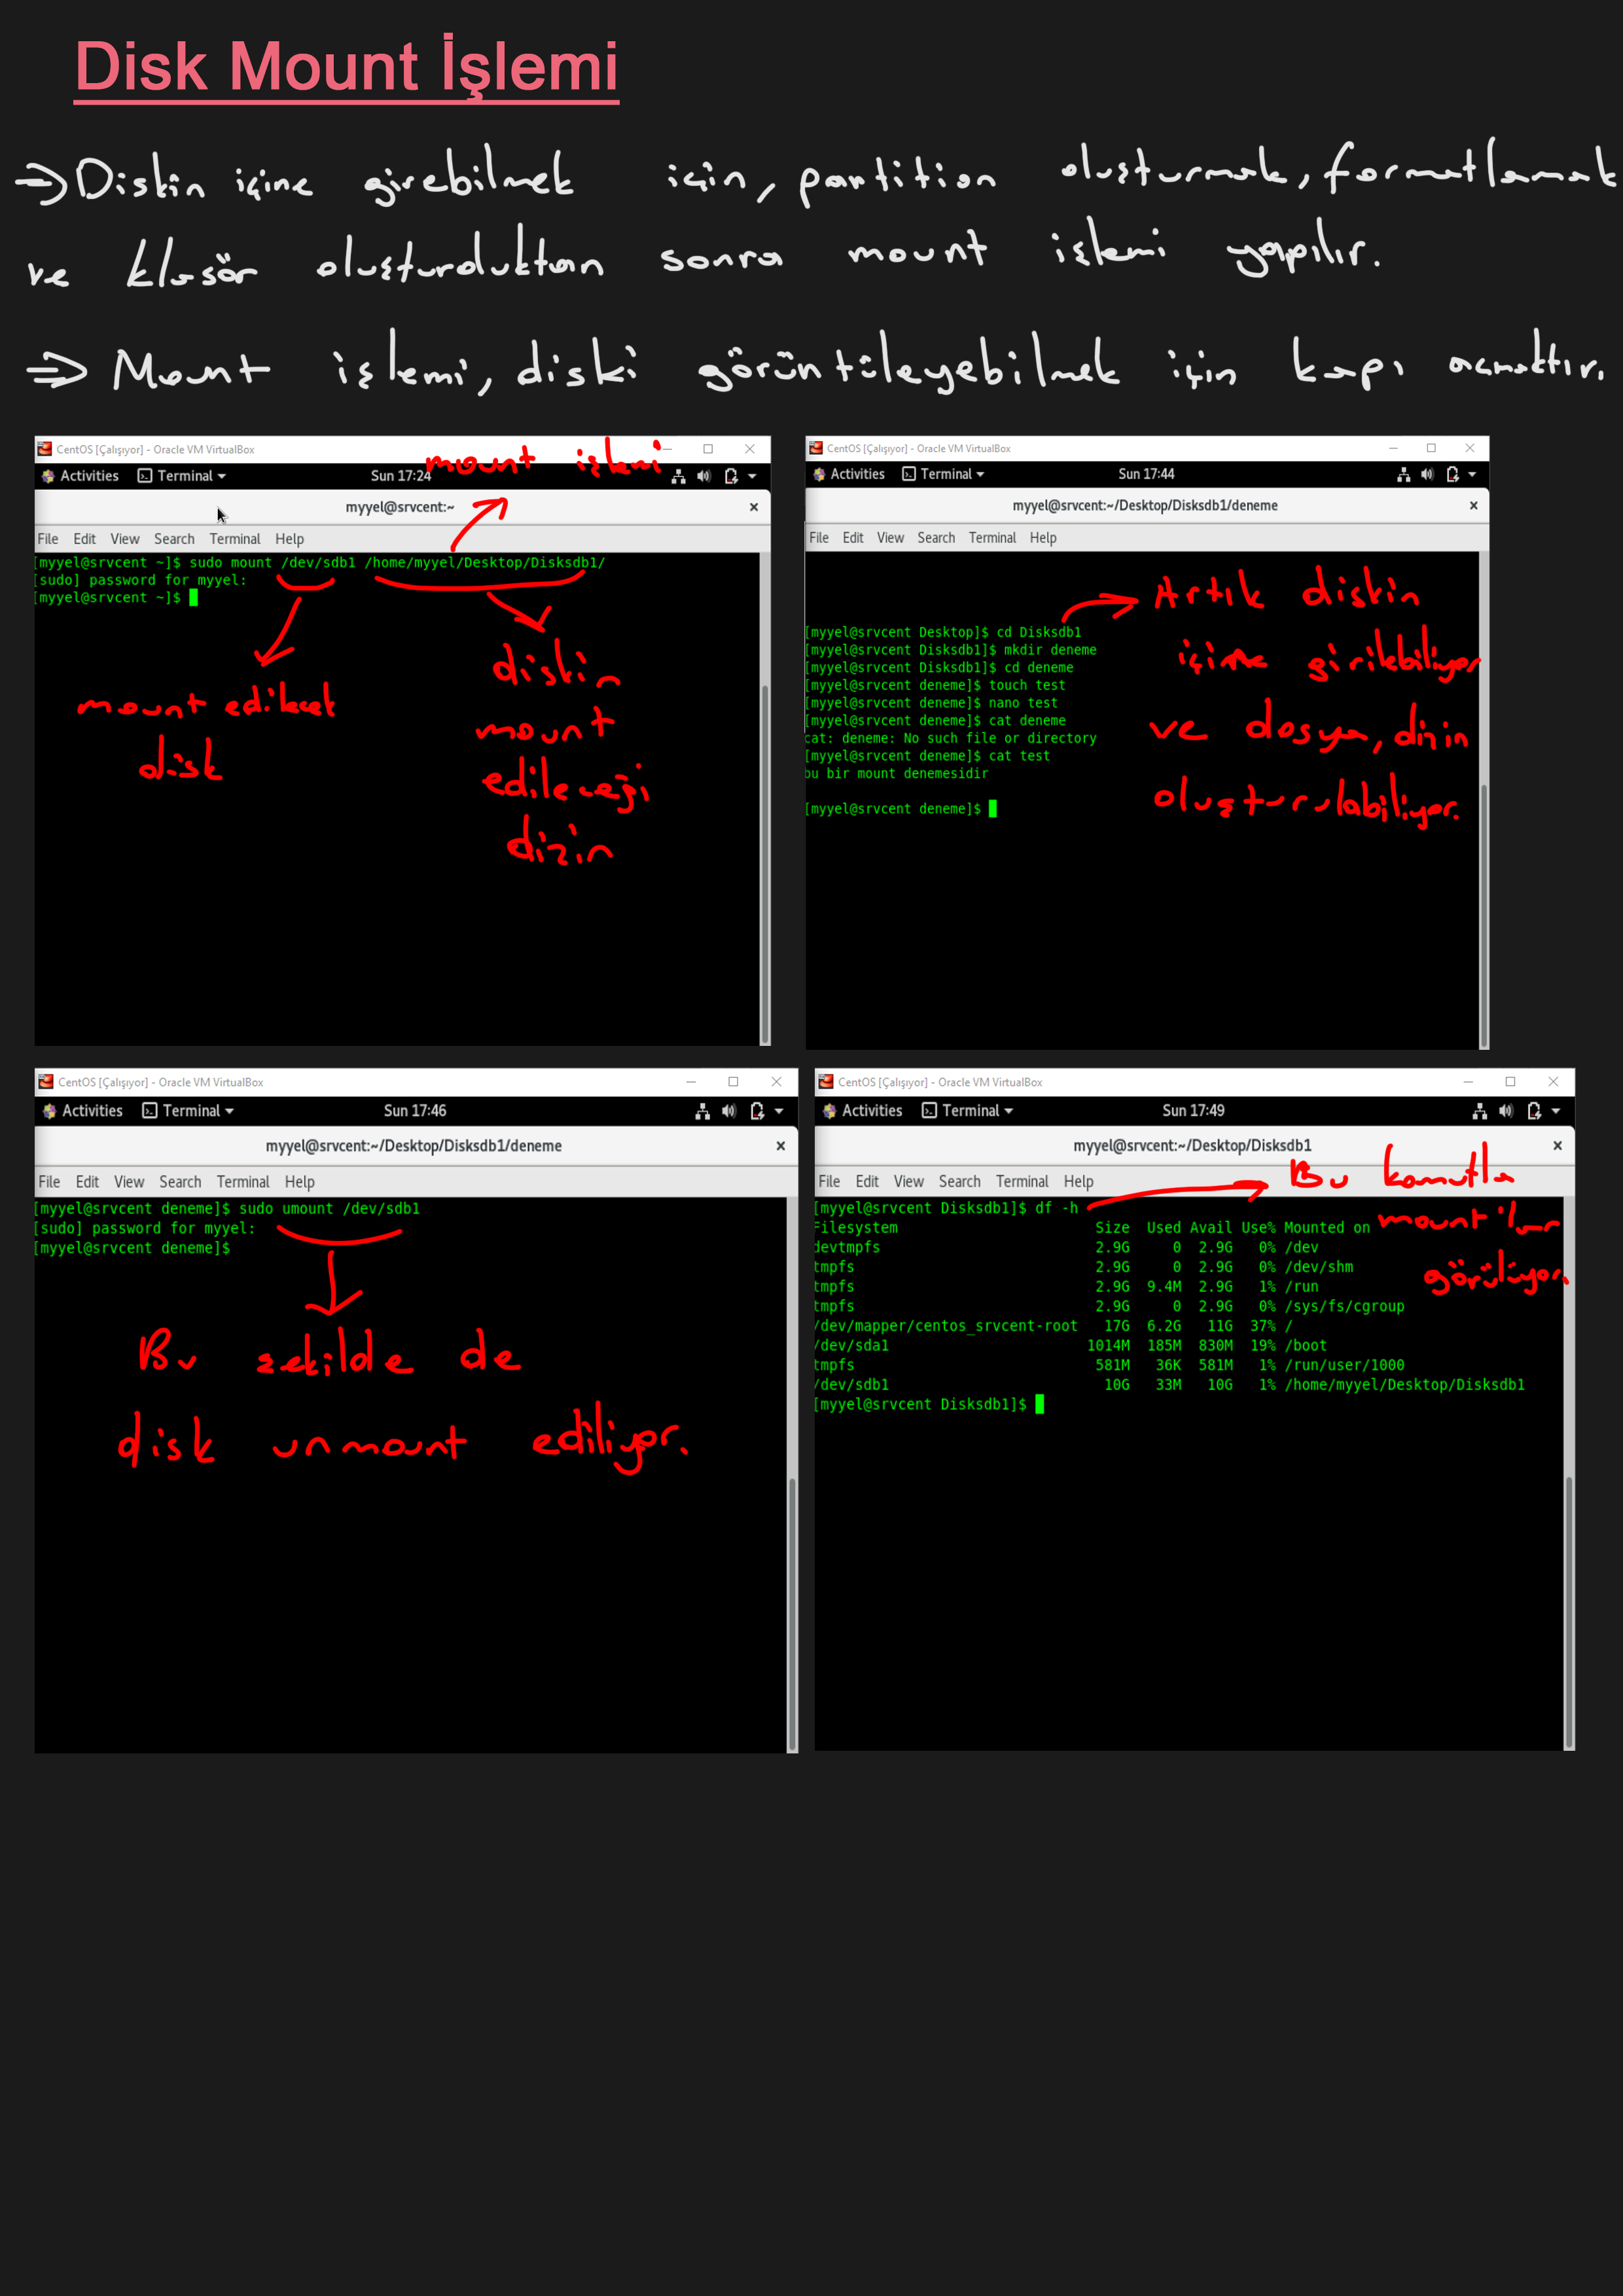 Disk Mount İşlemi
⇒ Diskin içine girebilmek için, partition oluşturmak, formatlamak
ve klasör oluşturduktan sonra mount işlemi yapılır.
⇒ Mount işlemi, diski görüntüleyebilmek için kapı açmaktır.
CentOS [Çalışıyor] - Oracle VM VirtualBox
mount işlemi
Activities Terminal Sun 17:24
myyel@srvcent:~
File Edit View Search Terminal Help
[myyel@srvcent ~]$ sudo mount /dev/sdb1 /home/myyel/Desktop/Disksdb1/
[sudo] password for myyel:
[myyel@srvcent ~]$
mount edilecek
disk
diskin
mount
edileceği
dizin
CentOS [Çalışıyor] - Oracle VM VirtualBox
Activities Terminal Sun 17:44
myyel@srvcent:~/Desktop/Disksdb1/deneme
File Edit View Search Terminal Help
[myyel@srvcent Desktop]$ cd Disksdb1
[myyel@srvcent Disksdb1]$ mkdir deneme
[myyel@srvcent Disksdb1]$ cd deneme
[myyel@srvcent deneme]$ touch test
[myyel@srvcent deneme]$ nano test
[myyel@srvcent deneme]$ cat deneme
cat: deneme: No such file or directory
[myyel@srvcent deneme]$ cat test
bu bir mount denemesidir
[myyel@srvcent deneme]$
Artık diskin
içine girilebiliyor
ve dosya, dizin
oluşturulabiliyor.
CentOS [Çalışıyor] - Oracle VM VirtualBox
Activities Terminal Sun 17:46
myyel@srvcent:~/Desktop/Disksdb1/deneme
File Edit View Search Terminal Help
[myyel@srvcent deneme]$ sudo umount /dev/sdb1
[sudo] password for myyel:
[myyel@srvcent deneme]$
Bu şekilde de
disk unmount ediliyor.
CentOS [Çalışıyor] - Oracle VM VirtualBox
Activities Terminal Sun 17:49
myyel@srvcent:~/Desktop/Disksdb1
File Edit View Search Terminal Help
Bu komutla
mount'lar
görülüyor.
[myyel@srvcent Disksdb1]$ df -h
Filesystem Size Used Avail Use% Mounted on
devtmpfs 2.9G 0 2.9G 0% /dev
tmpfs 2.9G 0 2.9G 0% /dev/shm
tmpfs 2.9G 9.4M 2.9G 1% /run
tmpfs 2.9G 0 2.9G 0% /sys/fs/cgroup
/dev/mapper/centos_srvcent-root 17G 6.2G 11G 37% /
/dev/sda1 1014M 185M 830M 19% /boot
tmpfs 581M 36K 581M 1% /run/user/1000
/dev/sdb1 10G 33M 10G 1% /home/myyel/Desktop/Disksdb1
[myyel@srvcent Disksdb1]$